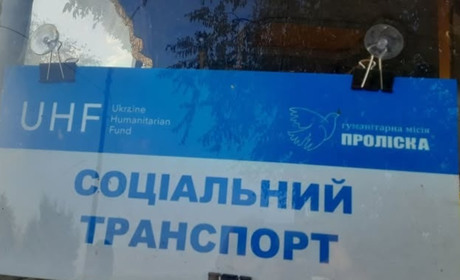 UHF
Ukraine
Humanitarian
Fund
гуманітарна місія
ПРОЛІСКА
СОЦІАЛЬНИЙ
ТРАНСПОРТ